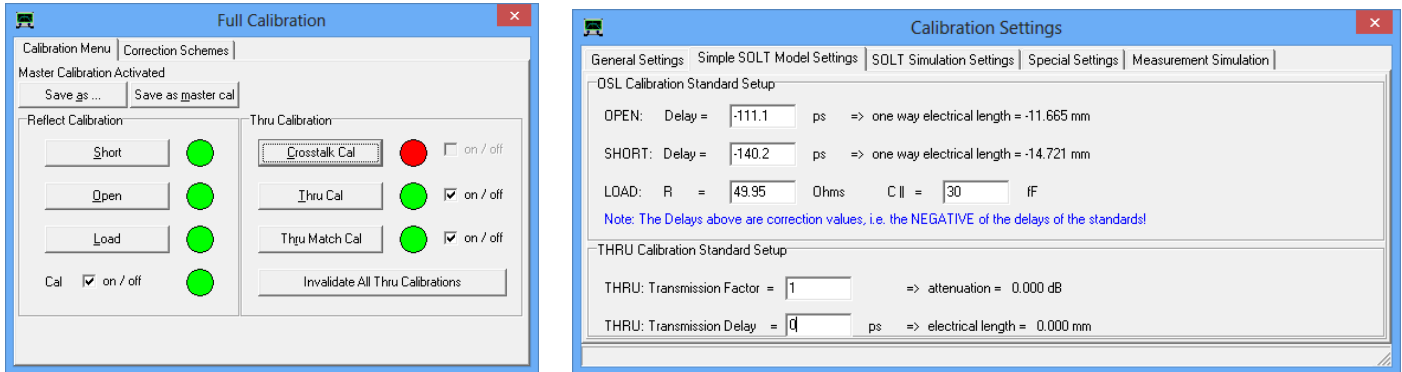 Full Calibration
Calibration Menu Correction Schemes
Master Calibration Activated
Save as ... Save as master cal
Reflect Calibration Thru Calibration
Short Crosstalk Cal on / off
Open Thru Cal on / off
Load Thru Match Cal on / off
Cal on / off Invalidate All Thru Calibrations
Calibration Settings
General Settings Simple SOLT Model Settings SOLT Simulation Settings Special Settings Measurement Simulation
OSL Calibration Standard Setup
OPEN: Delay = -111.1 ps => one way electrical length = -11.665 mm
SHORT: Delay = -140.2 ps => one way electrical length = -14.721 mm
LOAD: R = 49.95 Ohms C || = 30 fF
Note: The Delays above are correction values, i.e. the NEGATIVE of the delays of the standards!
THRU Calibration Standard Setup
THRU: Transmission Factor = 1 => attenuation = 0.000 dB
THRU: Transmission Delay = 0 ps => electrical length = 0.000 mm